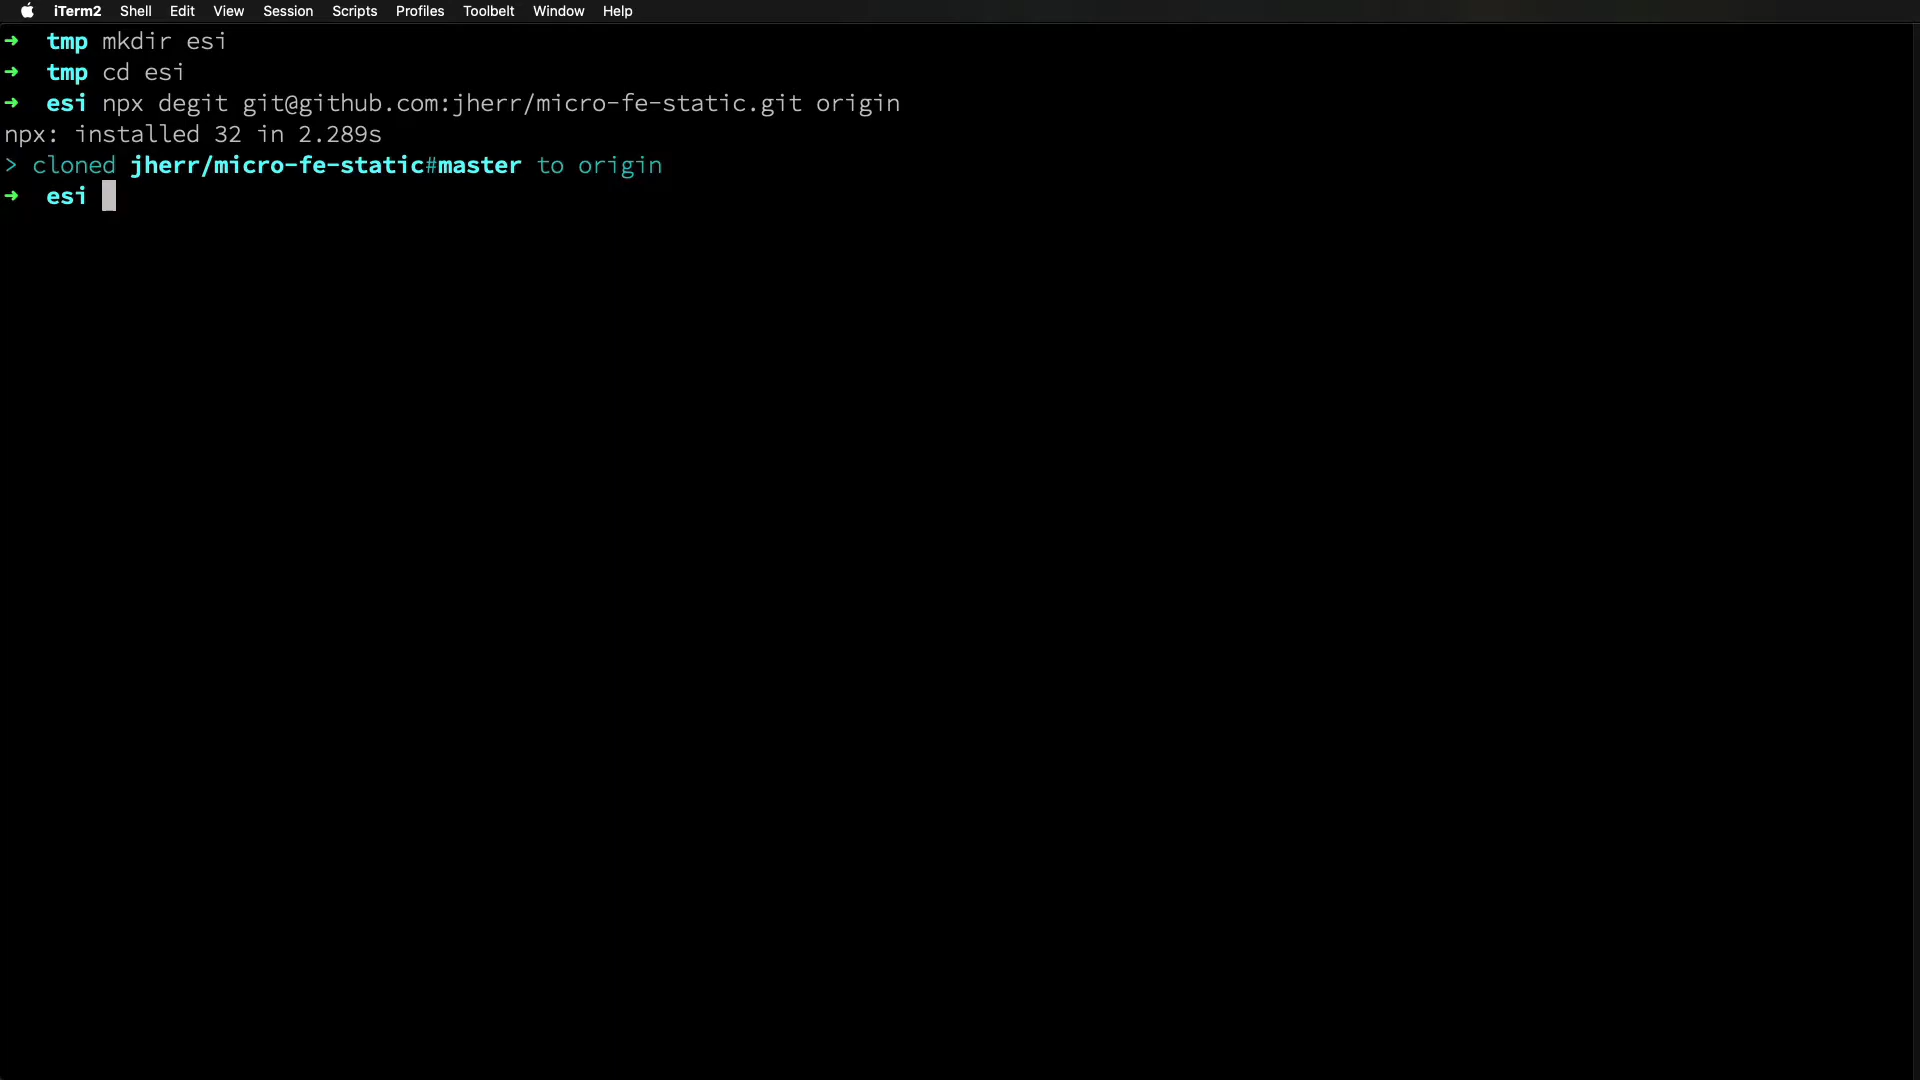 iTerm2 Shell Edit View Session Scripts Profiles Toolbelt Window Help
➜ tmp mkdir esi
➜ tmp cd esi
➜ esi npx degit git@github.com:jherr/micro-fe-static.git origin
npx: installed 32 in 2.289s
> cloned jherr/micro-fe-static#master to origin
➜ esi